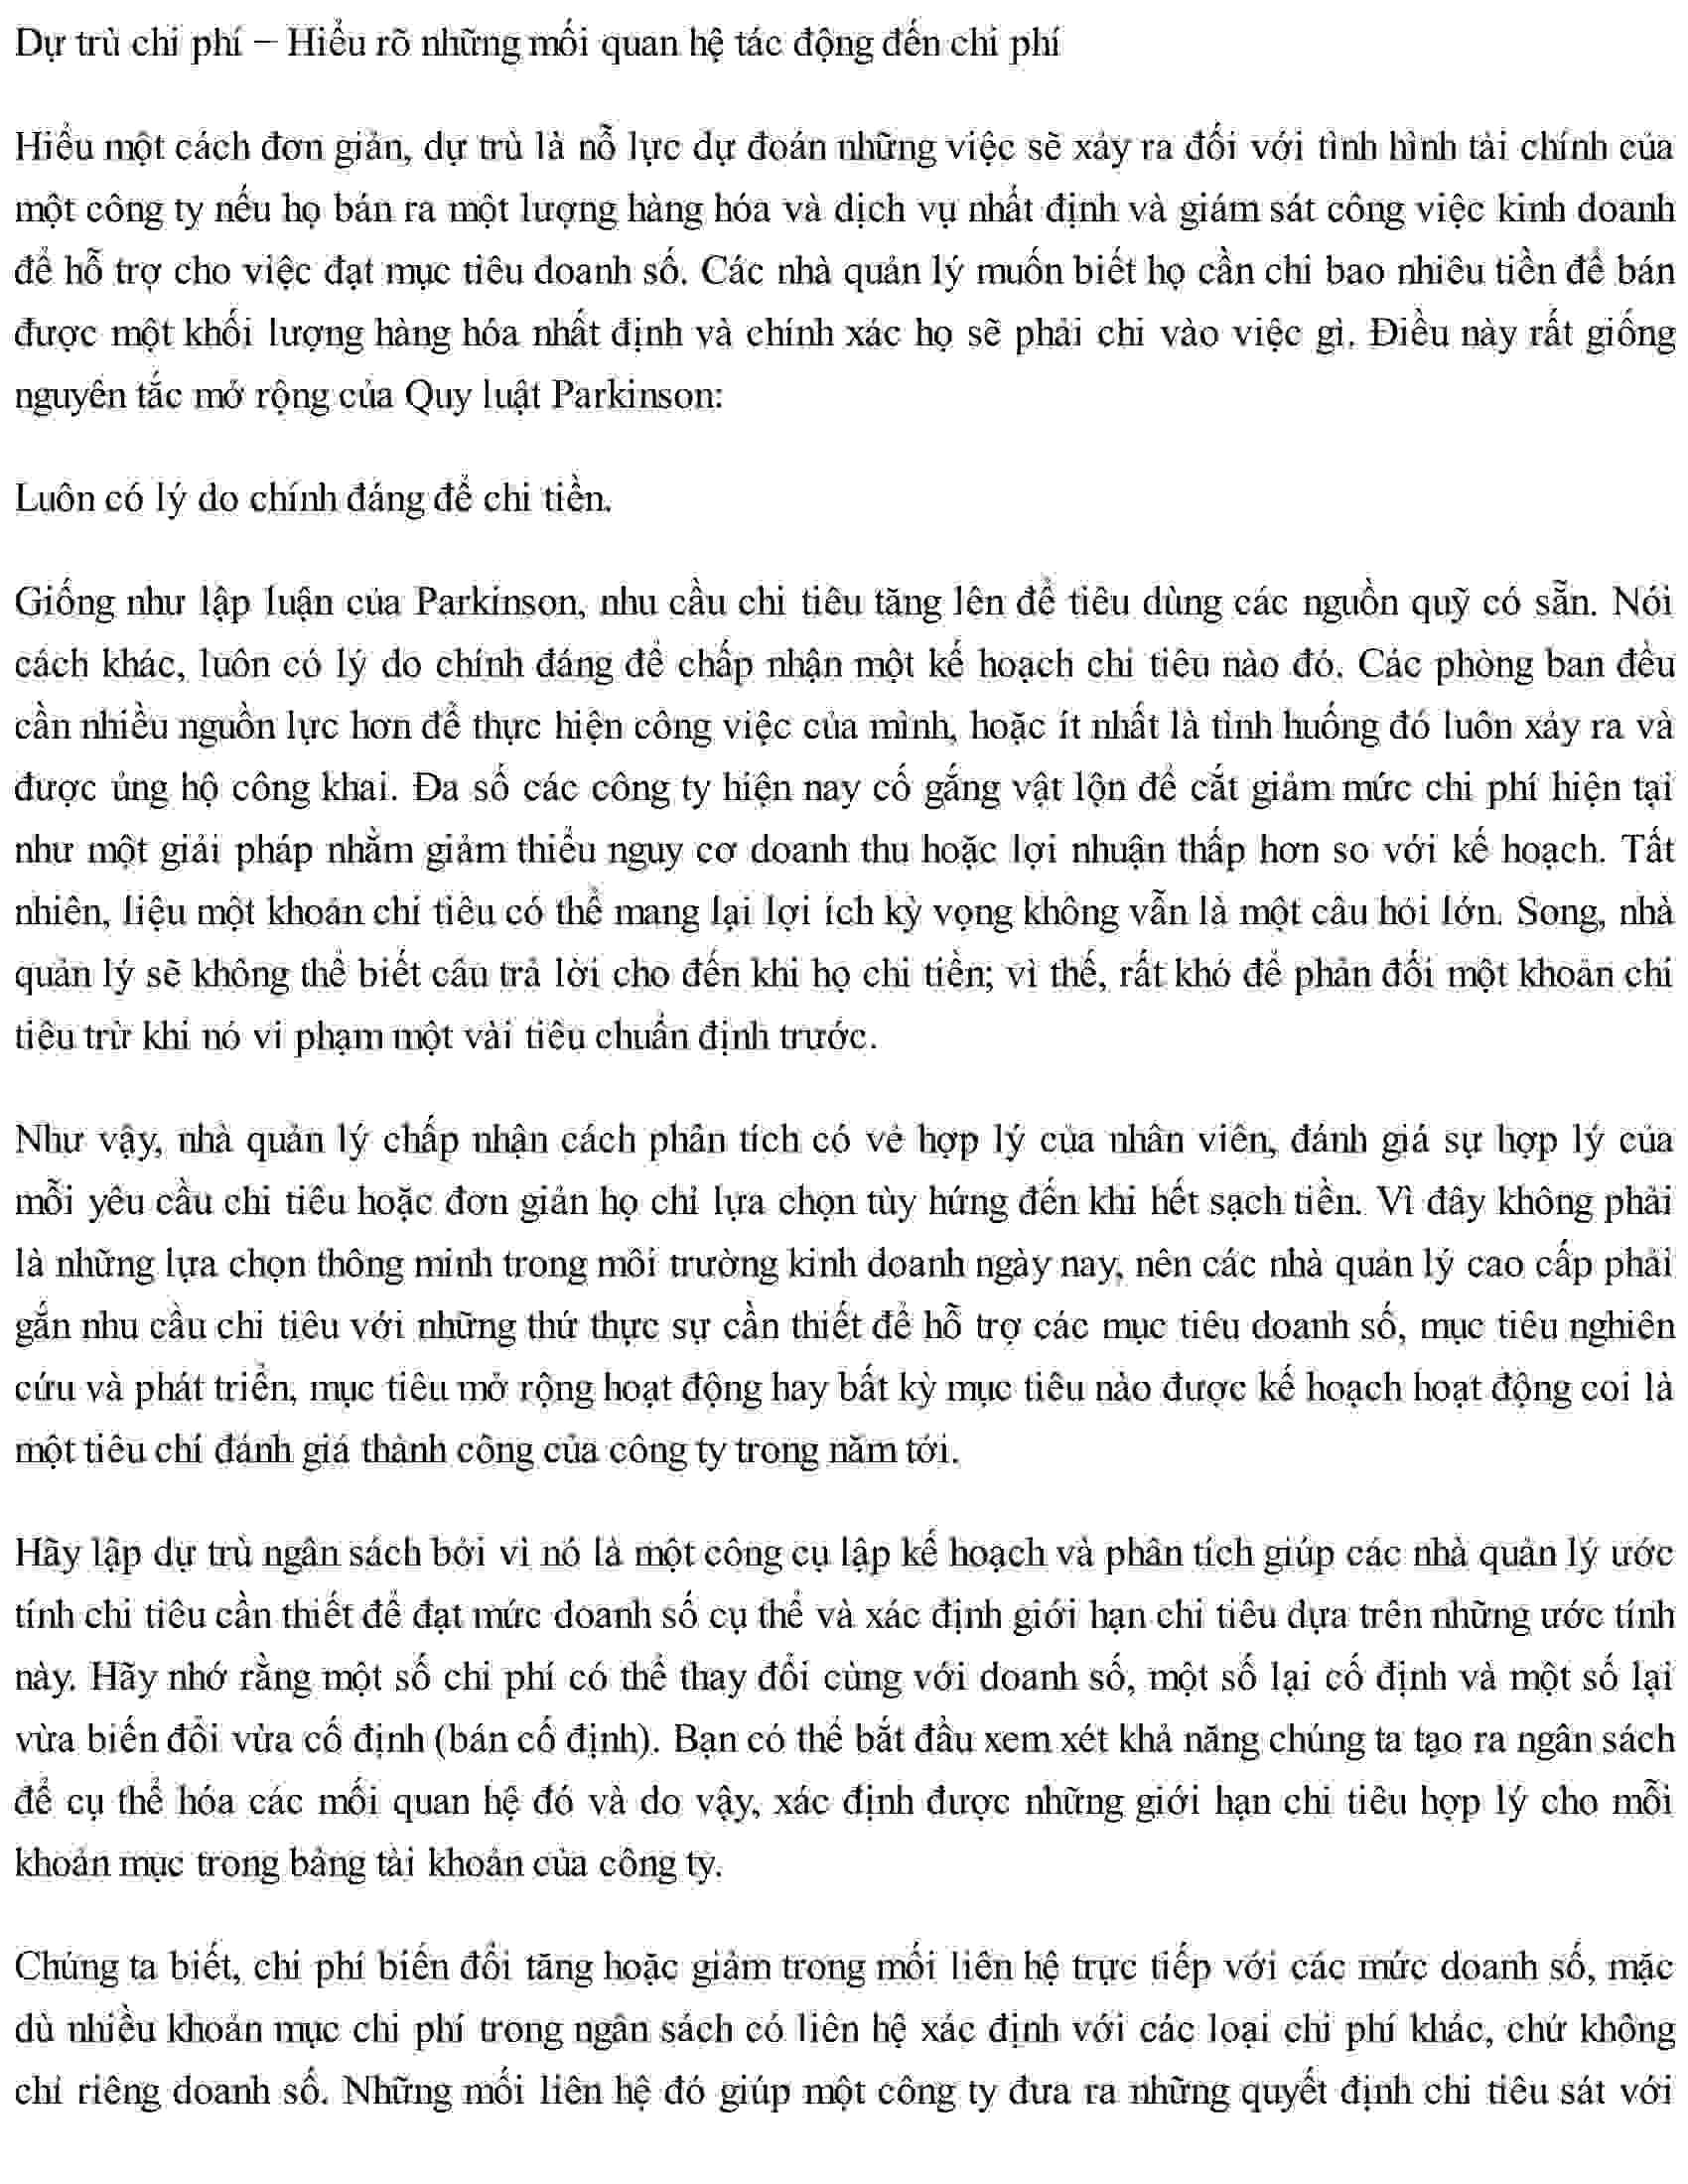 Dự trù chi phí – Hiểu rõ những mối quan hệ tác động đến chi phí
Hiểu một cách đơn giản, dự trù là nỗ lực dự đoán những việc sẽ xảy ra đối với tình hình tài chính của
một công ty nếu họ bán ra một lượng hàng hóa và dịch vụ nhất định và giám sát công việc kinh doanh
để hỗ trợ cho việc đạt mục tiêu doanh số. Các nhà quản lý muốn biết họ cần chi bao nhiêu tiền để bán
được một khối lượng hàng hóa nhất định và chính xác họ sẽ phải chi vào việc gì. Điều này rất giống
nguyên tắc mở rộng của Quy luật Parkinson:
Luôn có lý do chính đáng để chi tiền.
Giống như lập luận của Parkinson, nhu cầu chi tiêu tăng lên để tiêu dùng các nguồn quỹ có sẵn. Nói
cách khác, luôn có lý do chính đáng để chấp nhận một kế hoạch chi tiêu nào đó. Các phòng ban đều
cần nhiều nguồn lực hơn để thực hiện công việc của mình, hoặc ít nhất là tình huống đó luôn xảy ra và
được ủng hộ công khai. Đa số các công ty hiện nay cố gắng vật lộn để cắt giảm mức chi phí hiện tại
như một giải pháp nhằm giảm thiểu nguy cơ doanh thu hoặc lợi nhuận thấp hơn so với kế hoạch. Tất
nhiên, liệu một khoản chi tiêu có thể mang lại lợi ích kỳ vọng không vẫn là một câu hỏi lớn. Song, nhà
quản lý sẽ không thể biết câu trả lời cho đến khi họ chi tiền; vì thế, rất khó để phản đối một khoản chi
tiêu trừ khi nó vi phạm một vài tiêu chuẩn định trước.
Như vậy, nhà quản lý chấp nhận cách phân tích có vẻ hợp lý của nhân viên, đánh giá sự hợp lý của
mỗi yêu cầu chi tiêu hoặc đơn giản họ chỉ lựa chọn tùy hứng đến khi hết sạch tiền. Vì đây không phải
là những lựa chọn thông minh trong môi trường kinh doanh ngày nay, nên các nhà quản lý cao cấp phải
gắn nhu cầu chi tiêu với những thứ thực sự cần thiết để hỗ trợ các mục tiêu doanh số, mục tiêu nghiên
cứu và phát triển, mục tiêu mở rộng hoạt động hay bất kỳ mục tiêu nào được kế hoạch hoạt động coi là
một tiêu chí đánh giá thành công của công ty trong năm tới.
Hãy lập dự trù ngân sách bởi vì nó là một công cụ lập kế hoạch và phân tích giúp các nhà quản lý ước
tính chi tiêu cần thiết để đạt mức doanh số cụ thể và xác định giới hạn chi tiêu dựa trên những ước tính
này. Hãy nhớ rằng một số chi phí có thể thay đổi cùng với doanh số, một số lại cố định và một số lại
vừa biến đổi vừa cố định (bán cố định). Bạn có thể bắt đầu xem xét khả năng chúng ta tạo ra ngân sách
để cụ thể hóa các mối quan hệ đó và do vậy, xác định được những giới hạn chi tiêu hợp lý cho mỗi
khoản mục trong bảng tài khoản của công ty.
Chúng ta biết, chi phí biến đổi tăng hoặc giảm trong mối liên hệ trực tiếp với các mức doanh số, mặc
dù nhiều khoản mục chi phí trong ngân sách có liên hệ xác định với các loại chi phí khác, chứ không
chỉ riêng doanh số. Những mối liên hệ đó giúp một công ty đưa ra những quyết định chi tiêu sát với